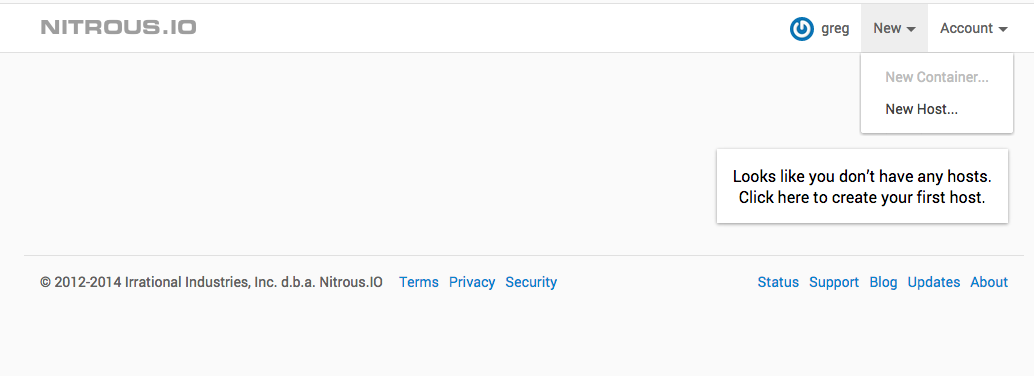 NITROUS.IO
greg
New
Account
New Container...
New Host...
Looks like you don't have any hosts.
Click here to create your first host.
© 2012-2014 Irrational Industries, Inc. d.b.a. Nitrous.IO Terms Privacy Security
Status Support Blog Updates About